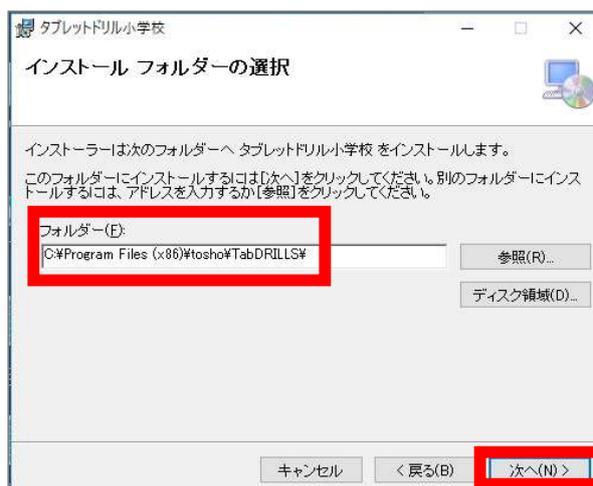 タブレットドリル小学校
インストール フォルダーの選択
インストーラーは次のフォルダーへ タブレットドリル小学校 をインストールします。
このフォルダーにインストールするには[次へ]をクリックしてください。別のフォルダーにインス
トールするには、アドレスを入力するか[参照]をクリックしてください。
フォルダー(F):
C:¥Program Files (x86)¥tosho¥TabDRILLS¥
参照(R)...
ディスク領域(D)...
キャンセル
< 戻る(B)
次へ(N) >